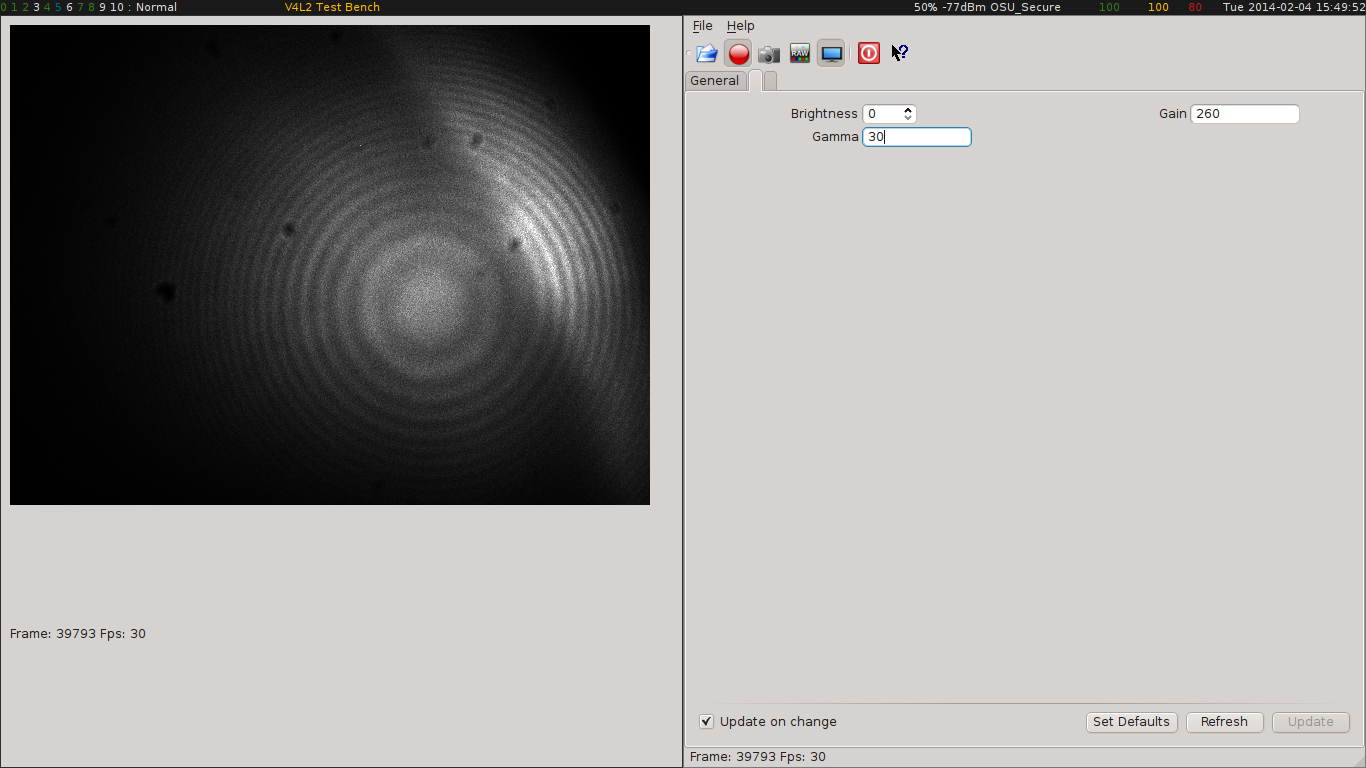 0 1 2 3 4 5 6 7 8 9 10 : Normal V4L2 Test Bench 50% -77dBm OSU_Secure 100 100 80 Tue 2014-02-04 15:49:52
File Help
RAW
General
Brightness 0 Gain 260
Gamma 30
Frame: 39793 Fps: 30
Update on change Set Defaults Refresh Update
Frame: 39793 Fps: 30